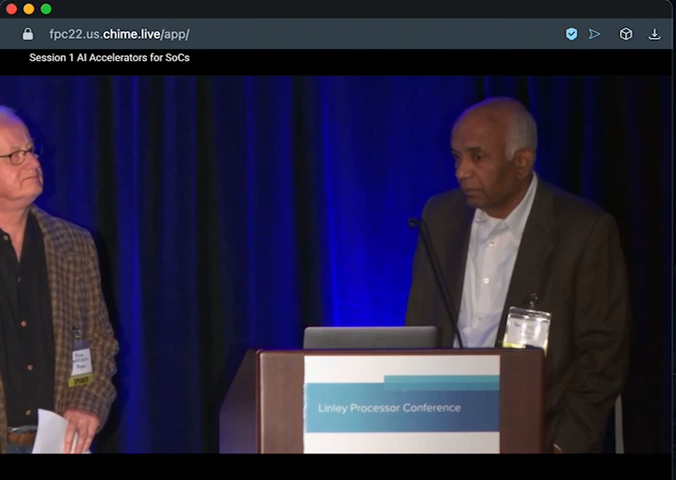 fpc22.us.chime.live/app/
Session 1 AI Accelerators for SoCs
Linley Processor Conference